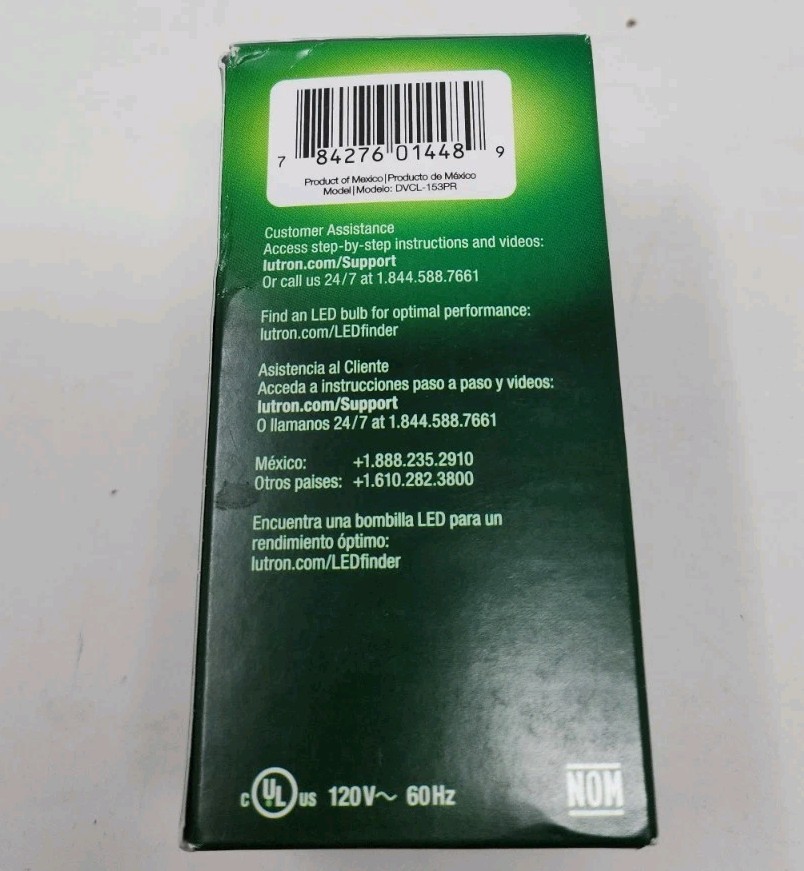 7 84276 01448 9
Product of Mexico|Producto de México
Model|Modelo: DVCL-153PR
Customer Assistance
Access step-by-step instructions and videos:
lutron.com/Support
Or call us 24/7 at 1.844.588.7661
Find an LED bulb for optimal performance:
lutron.com/LEDfinder
Asistencia al Cliente
Acceda a instrucciones paso a paso y videos:
lutron.com/Support
O llamanos 24/7 at 1.844.588.7661
México: +1.888.235.2910
Otros paises: +1.610.282.3800
Encuentra una bombilla LED para un
rendimiento óptimo:
lutron.com/LEDfinder
c UL us 120V~ 60Hz
NOM